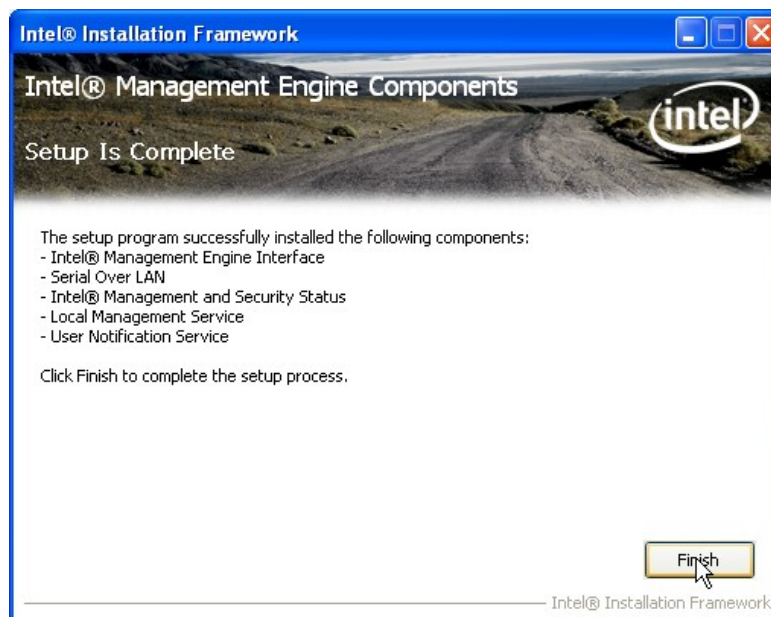 Intel® Installation Framework
Intel® Management Engine Components
intel
Setup Is Complete
The setup program successfully installed the following components:
- Intel® Management Engine Interface
- Serial Over LAN
- Intel® Management and Security Status
- Local Management Service
- User Notification Service
Click Finish to complete the setup process.
Finish
Intel® Installation Framework